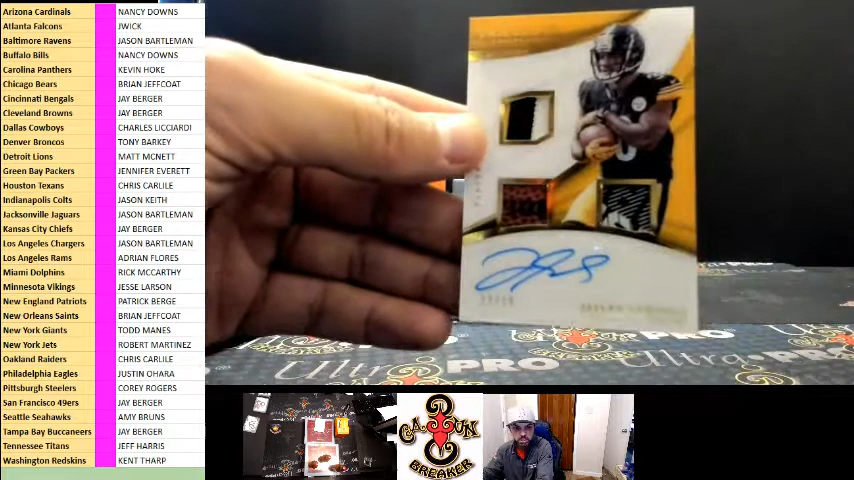 Arizona Cardinals NANCY DOWNS
Atlanta Falcons JWICK
Baltimore Ravens JASON BARTLEMAN
Buffalo Bills NANCY DOWNS
Carolina Panthers KEVIN HOKE
Chicago Bears BRIAN JEFFCOAT
Cincinnati Bengals JAY BERGER
Cleveland Browns JAY BERGER
Dallas Cowboys CHARLES LICCIARDI
Denver Broncos TONY BARKEY
Detroit Lions MATT MCNETT
Green Bay Packers JENNIFER EVERETT
Houston Texans CHRIS CARLILE
Indianapolis Colts JASON KEITH
Jacksonville Jaguars JASON BARTLEMAN
Kansas City Chiefs JAY BERGER
Los Angeles Chargers JASON BARTLEMAN
Los Angeles Rams ADRIAN FLORES
Miami Dolphins RICK MCCARTHY
Minnesota Vikings JESSE LARSON
New England Patriots PATRICK BERGE
New Orleans Saints BRIAN JEFFCOAT
New York Giants TODD MANES
New York Jets ROBERT MARTINEZ
Oakland Raiders CHRIS CARLILE
Philadelphia Eagles JUSTIN OHARA
Pittsburgh Steelers COREY ROGERS
San Francisco 49ers JAY BERGER
Seattle Seahawks AMY BRUNS
Tampa Bay Buccaneers JAY BERGER
Tennessee Titans JEFF HARRIS
Washington Redskins KENT THARP
Ultra PRO
Ultra PRO
CAJUN
BREAKER